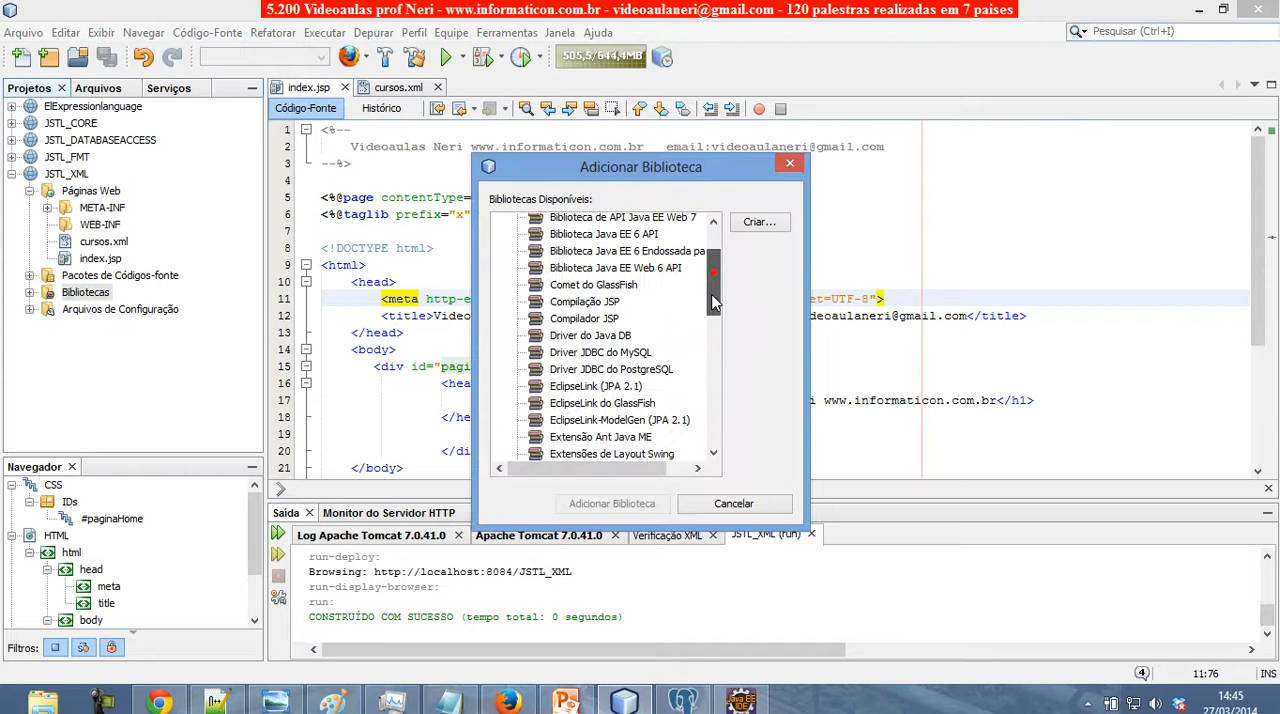 5.200 Videoaulas prof Neri - www.informaticon.com.br - videoaulaneri@gmail.com - 120 palestras realizadas em 7 paises
Arquivo Editar Exibir Navegar Código-Fonte Refatorar Executar Depurar Perfil Equipe Ferramentas Janela Ajuda
Pesquisar (Ctrl+I)
505,5/644,4MB
Projetos Arquivos Serviços
index.jsp cursos.xml
Código-Fonte Histórico
ElExpressionlanguage
JSTL_CORE
JSTL_DATABASEACCESS
JSTL_FMT
JSTL_XML
Páginas Web
META-INF
WEB-INF
cursos.xml
index.jsp
Pacotes de Códigos-fonte
Bibliotecas
Arquivos de Configuração
1 <%--
2 Videoaulas Neri www.informaticon.com.br email:videoaulaneri@gmail.com
3 --%>
4
5 <%@page contentType=
6 <%@taglib prefix="x"
7
8 <!DOCTYPE html>
9 <html>
10 <head>
11 <meta http-e et=UTF-8">
12 <title>Video videoaulaneri@gmail.com</title>
13 </head>
14 <body>
15 <div id="pagi
16 <hea
17 i www.informaticon.com.br</h1>
18 </he
19
20 </di
21 </body>
Adicionar Biblioteca
Bibliotecas Disponíveis:
Criar...
Biblioteca de API Java EE Web 7
Biblioteca Java EE 6 API
Biblioteca Java EE 6 Endossada pa
Biblioteca Java EE Web 6 API
Comet do GlassFish
Compilação JSP
Compilador JSP
Driver do Java DB
Driver JDBC do MySQL
Driver JDBC do PostgreSQL
EclipseLink (JPA 2.1)
EclipseLink do GlassFish
EclipseLink-ModelGen (JPA 2.1)
Extensão Ant Java ME
Extensões de Layout Swing
Adicionar Biblioteca Cancelar
Navegador
CSS
IDs
#paginaHome
HTML
html
head
meta
title
body
Filtros:
Saída Monitor do Servidor HTTP
Log Apache Tomcat 7.0.41.0 Apache Tomcat 7.0.41.0 Verificação XML JSTL_XML (run)
run-deploy:
Browsing: http://localhost:8084/JSTL_XML
run-display-browser:
run:
CONSTRUÍDO COM SUCESSO (tempo total: 0 segundos)
4 11:76 INS
Java EE
IDE
14:45
27/03/2014